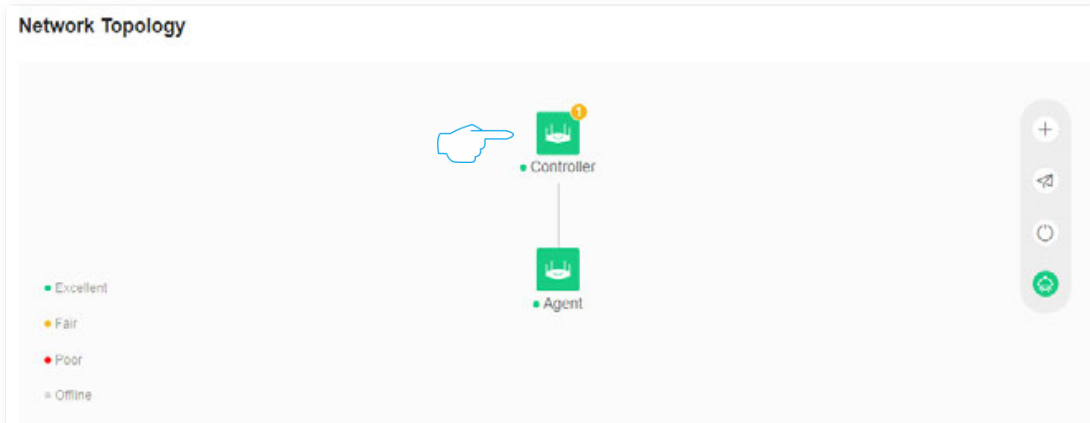 Network Topology
1
Controller
Agent
Excellent
Fair
Poor
Offline